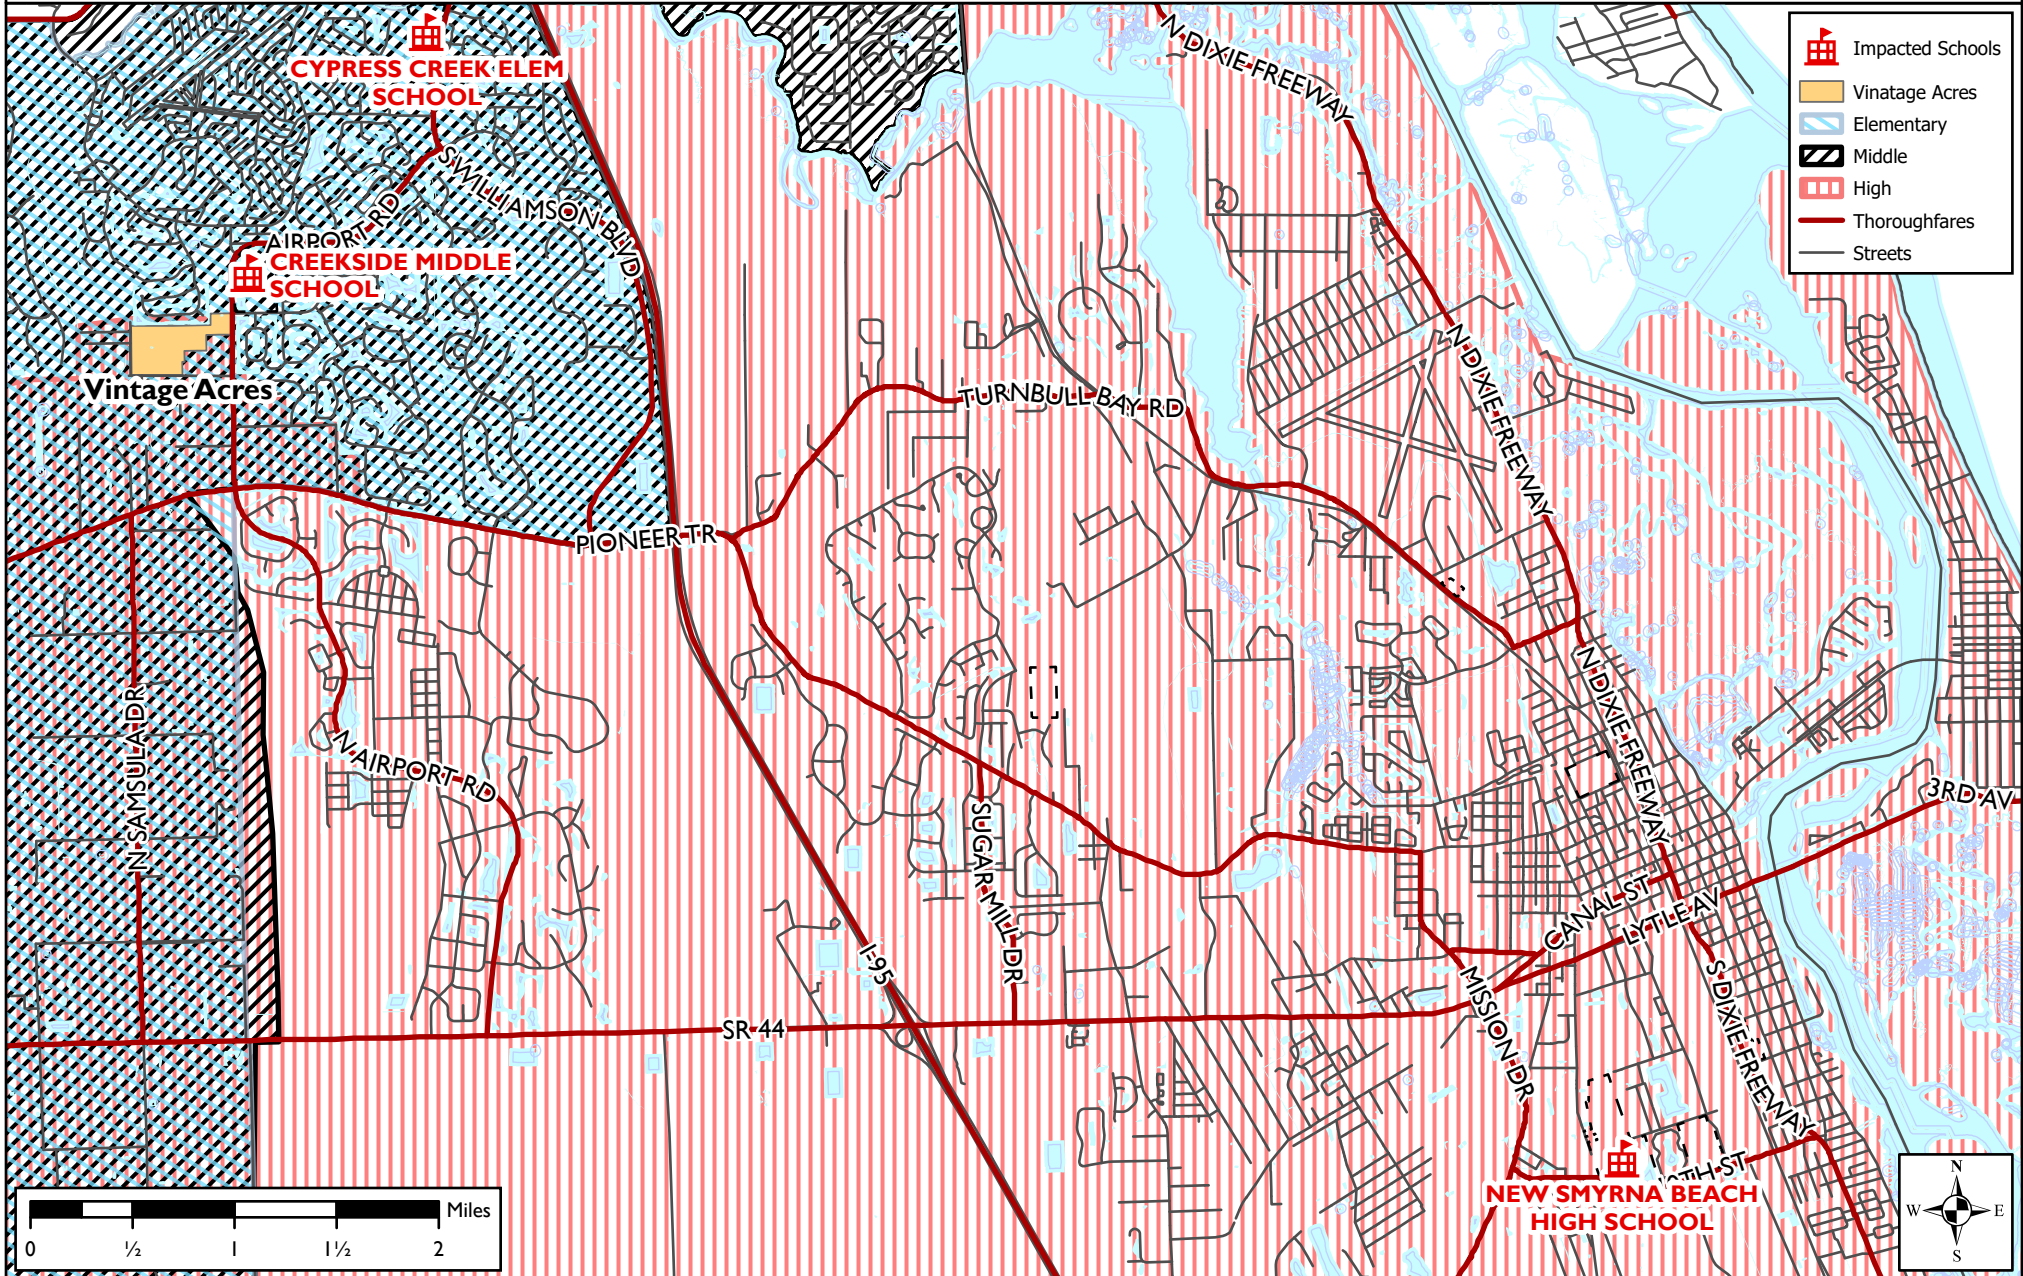 N DIXIE FREEWAY
CYPRESS CREEK ELEM
SCHOOL
S WILLIAMSON BLVD
AIRPORT RD
CREEKSIDE MIDDLE
SCHOOL
Vintage Acres
N DIXIE FREEWAY
TURNBULL BAY RD
PIONEER TR
N SAMSULA DR
N AIRPORT RD
SUGAR MILL DR
N DIXIE FREEWAY
3RD AV
CANAL ST
LYTLE AV
I-95
SR 44
MISSION DR
S DIXIE FREEWAY
10TH ST
NEW SMYRNA BEACH
HIGH SCHOOL
Impacted Schools
Vinatage Acres
Elementary
Middle
High
Thoroughfares
Streets
Miles
0 ½ 1 1½ 2
N
W E
S